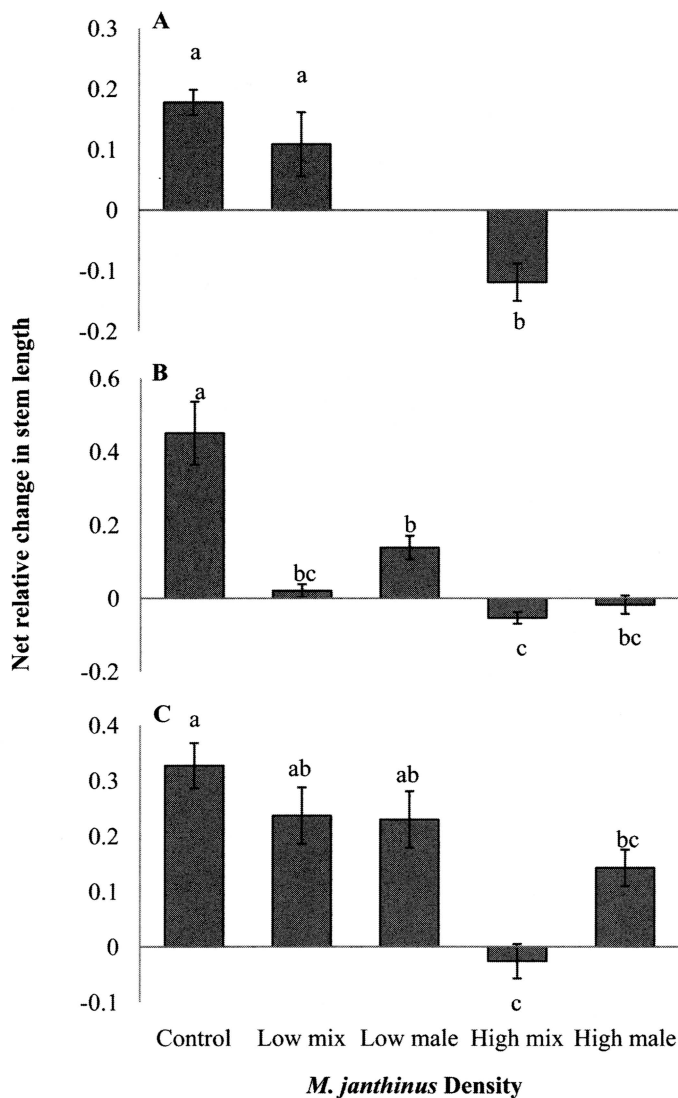 A
0.3
a
a
0.2
0.1
0
-0.1
b
-0.2
B
0.6
a
0.4
b
0.2
bc
0
c
bc
-0.2
C
0.4
a
ab
ab
0.3
bc
0.2
0.1
0
-0.1
c
Net relative change in stem length
Control Low mix Low male High mix High male
M. janthinus Density